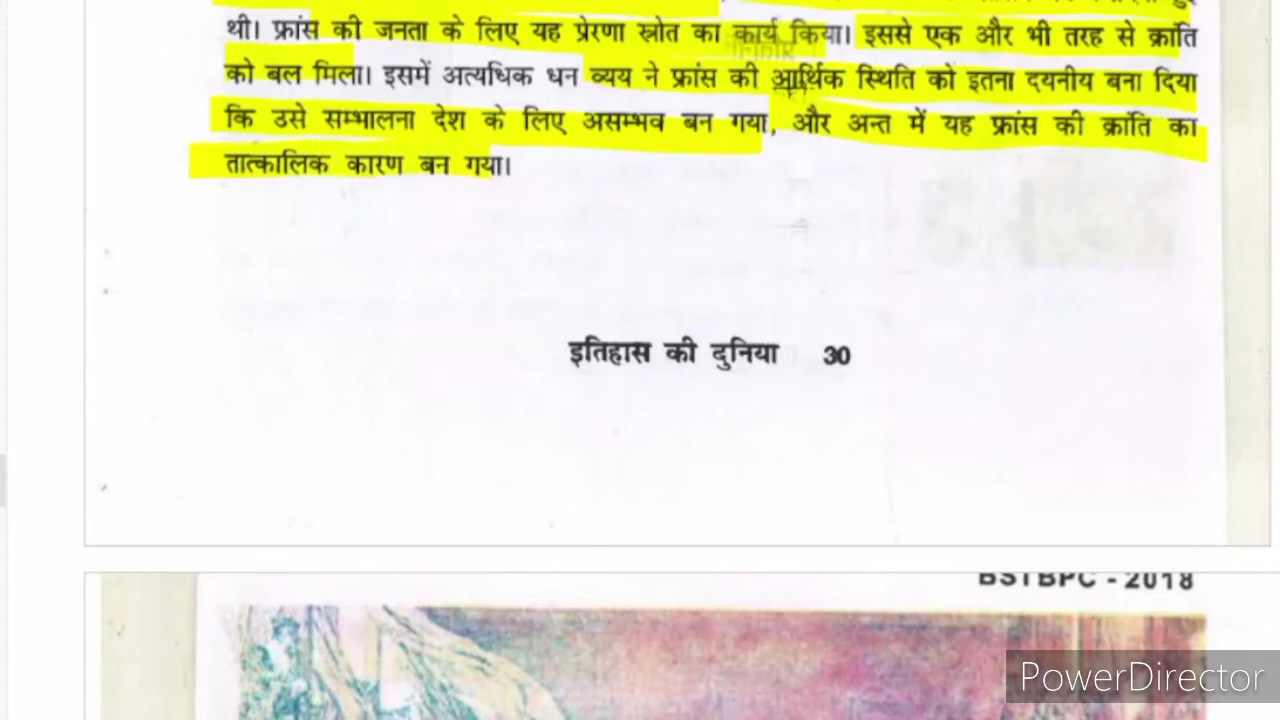 थी। फ्रांस की जनता के लिए यह प्रेरणा स्रोत का कार्य किया। इससे एक और भी तरह से क्रांति
को बल मिला। इसमें अत्यधिक धन व्यय ने फ्रांस की आर्थिक स्थिति को इतना दयनीय बना दिया
कि उसे सम्भालना देश के लिए असम्भव बन गया, और अन्त में यह फ्रांस की क्रांति का
तात्कालिक कारण बन गया।
इतिहास की दुनिया 30
BSTBPC - 2018
PowerDirector